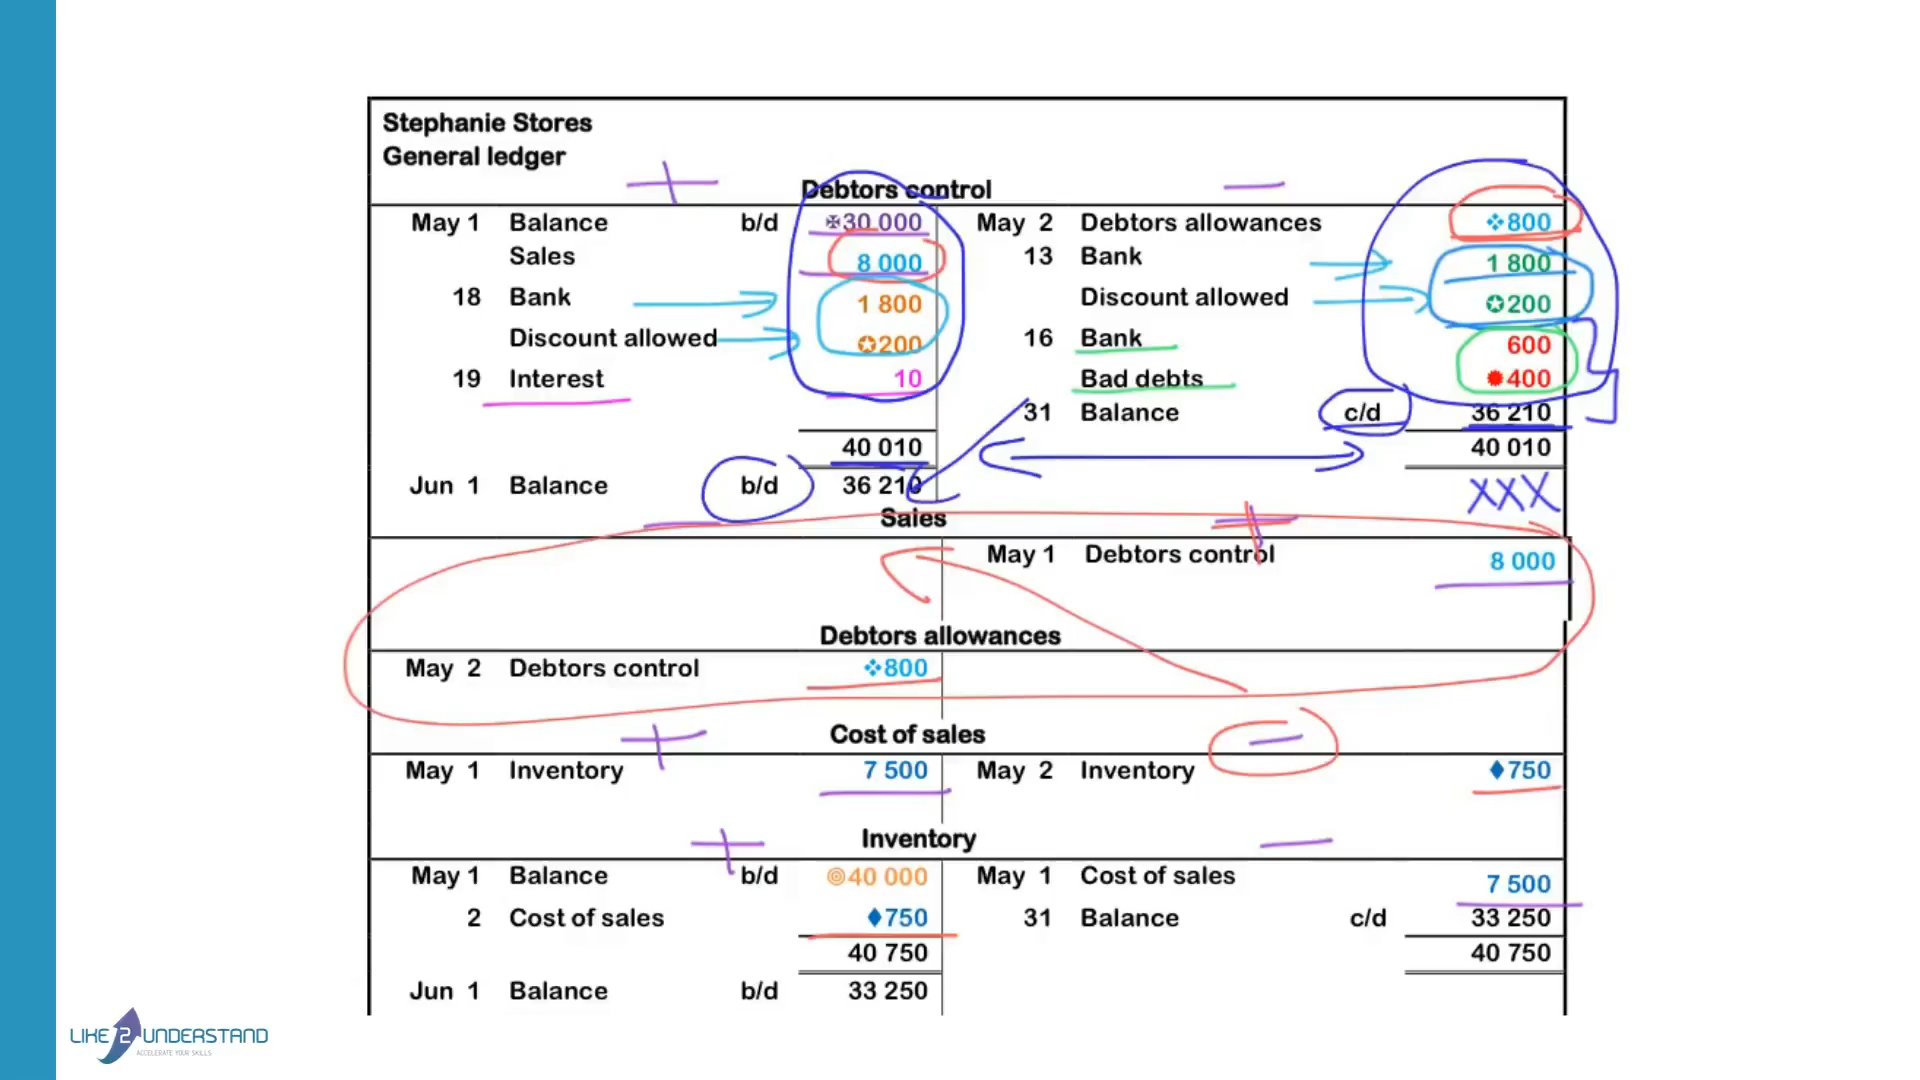 Stephanie Stores
General ledger
+ Debtors control −
May 1 Balance b/d ✠30 000 May 2 Debtors allowances ❖800
Sales 8 000 13 Bank 1 800
18 Bank 1 800 Discount allowed ✪200
Discount allowed ✪200 16 Bank 600
19 Interest 10 Bad debts ✹400
31 Balance c/d 36 210
40 010 40 010
Jun 1 Balance b/d 36 210 XXX
− Sales +
May 1 Debtors control 8 000
Debtors allowances
May 2 Debtors control ❖800
+ Cost of sales −
May 1 Inventory 7 500 May 2 Inventory ♦750
+ Inventory −
May 1 Balance b/d ◎40 000 May 1 Cost of sales 7 500
2 Cost of sales ♦750 31 Balance c/d 33 250
40 750 40 750
Jun 1 Balance b/d 33 250
LIKE 2 UNDERSTAND
ACCELERATE YOUR SKILLS